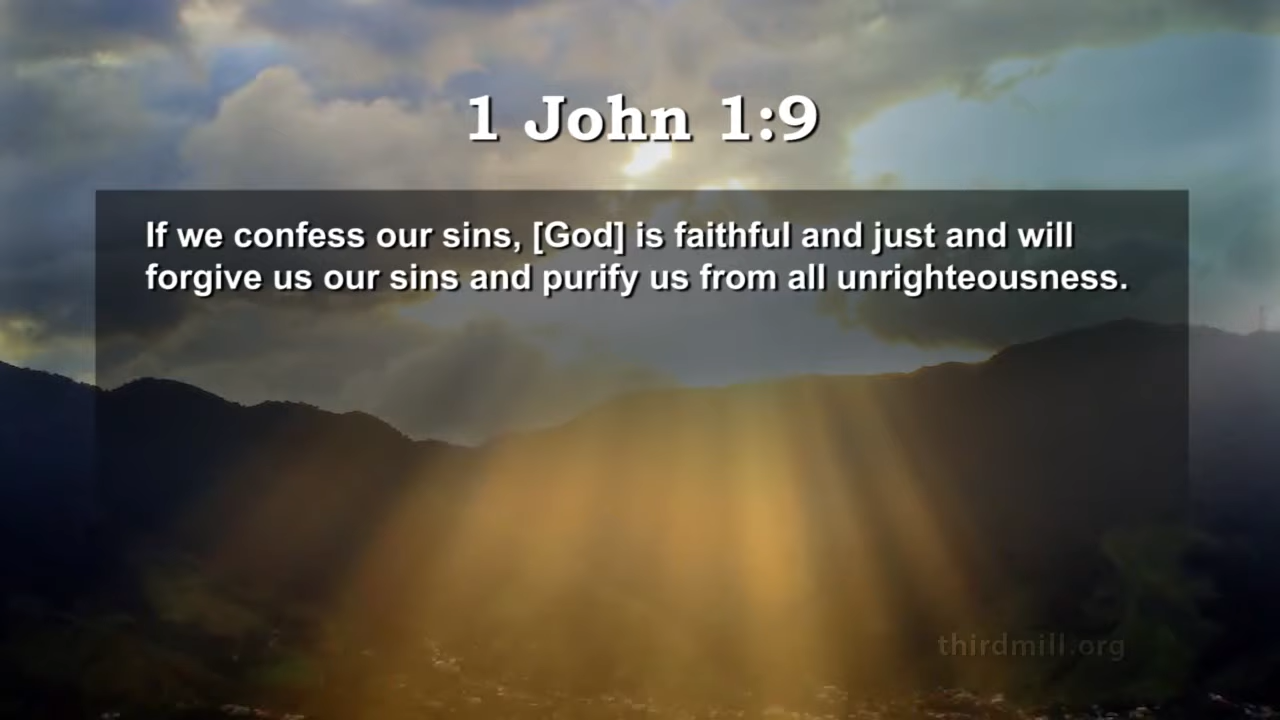 1 John 1:9
If we confess our sins, [God] is faithful and just and will
forgive us our sins and purify us from all unrighteousness.
thirdmill.org